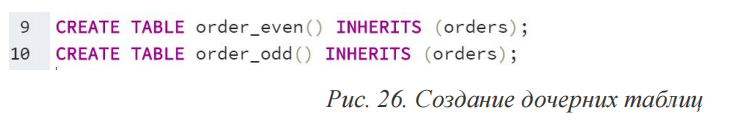 9 CREATE TABLE order_even() INHERITS (orders);
10 CREATE TABLE order_odd() INHERITS (orders);
Рис. 26. Создание дочерних таблиц